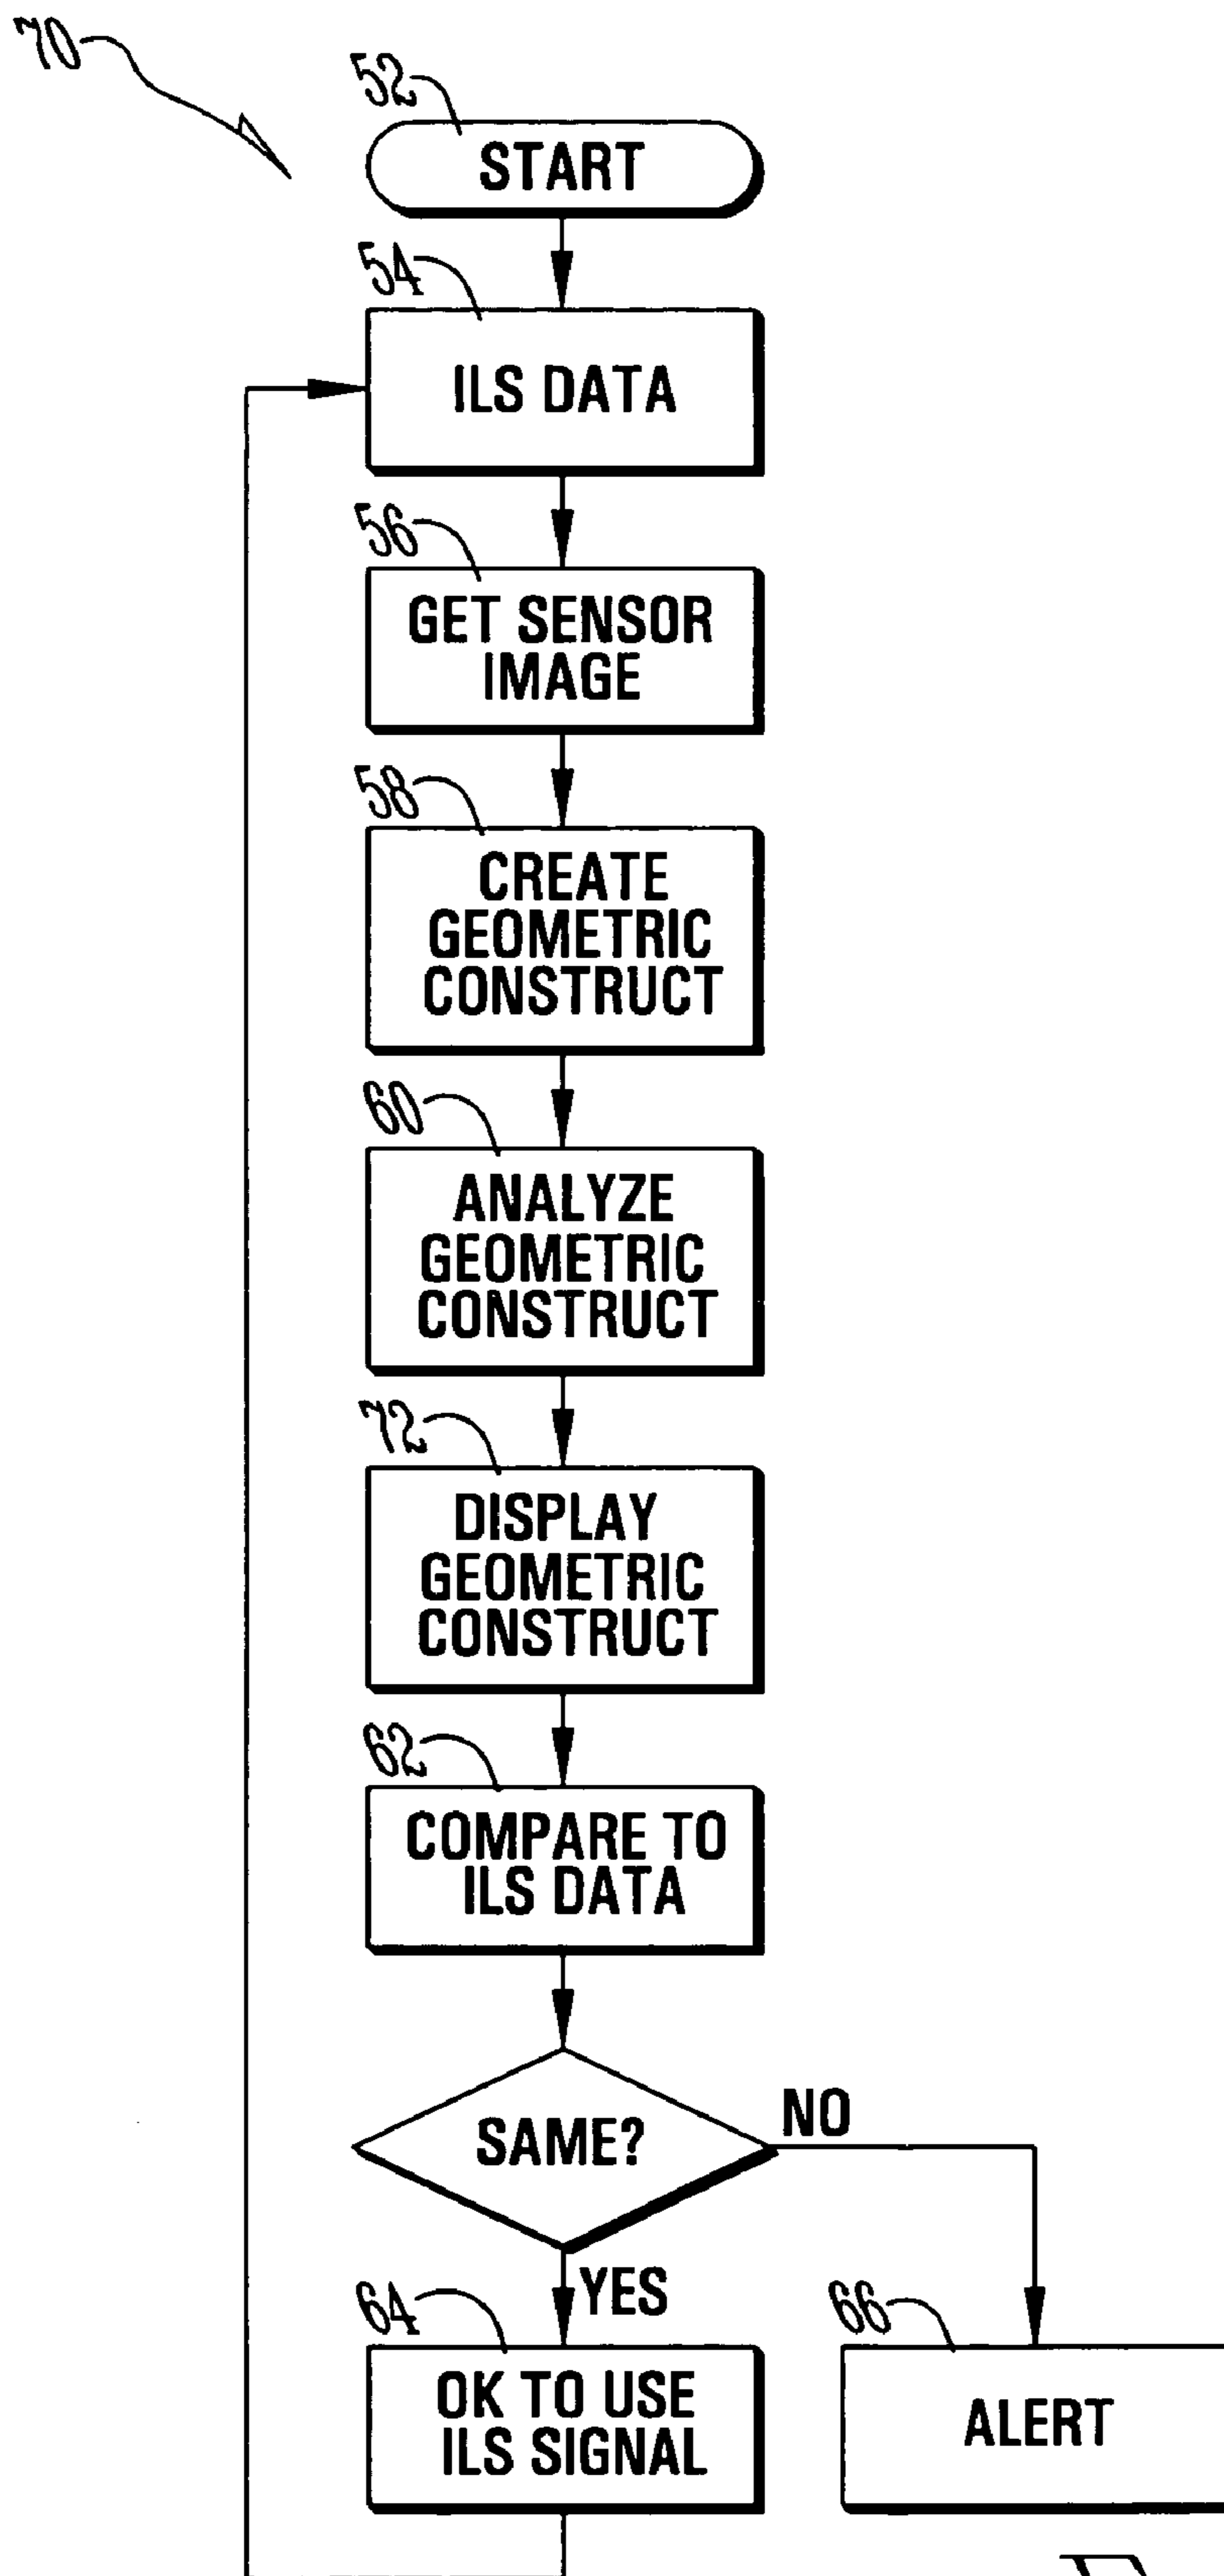 70
52
START
54
ILS DATA
56
GET SENSOR
IMAGE
58
CREATE
GEOMETRIC
CONSTRUCT
60
ANALYZE
GEOMETRIC
CONSTRUCT
72
DISPLAY
GEOMETRIC
CONSTRUCT
62
COMPARE TO
ILS DATA
SAME?
NO
YES
64
OK TO USE
ILS SIGNAL
66
ALERT